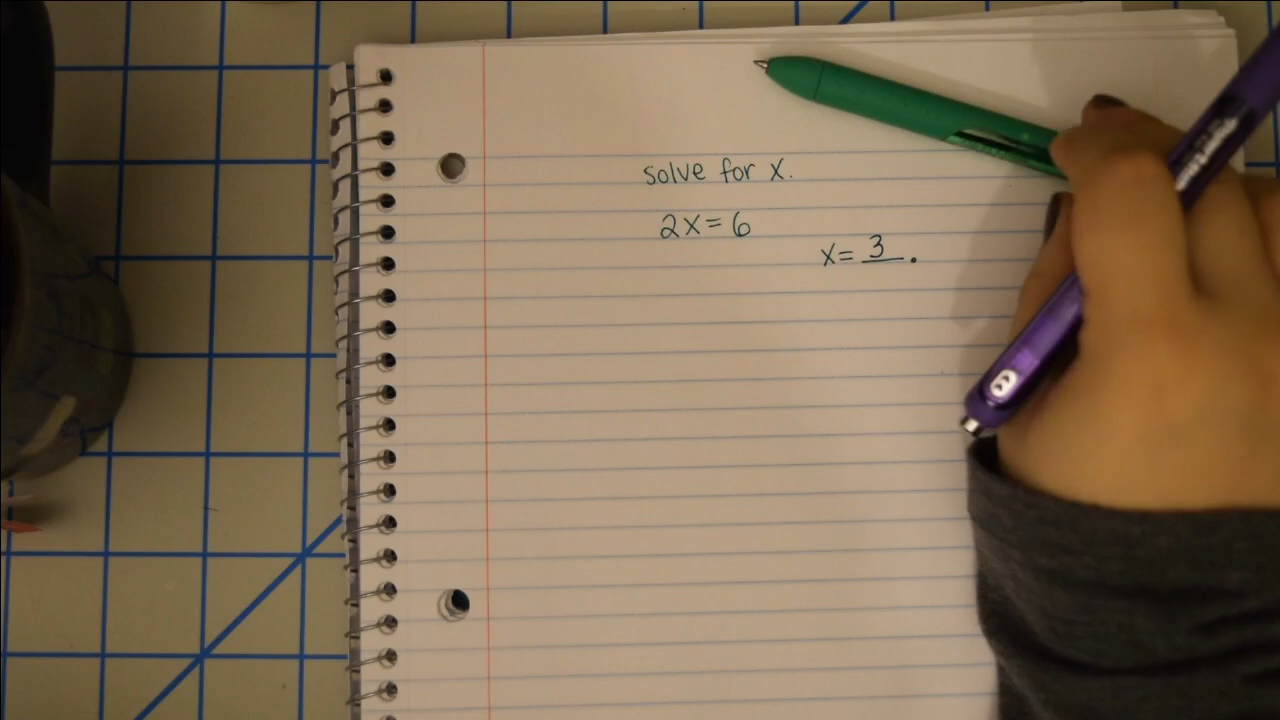 solve for x.
2x = 6
x = 3.